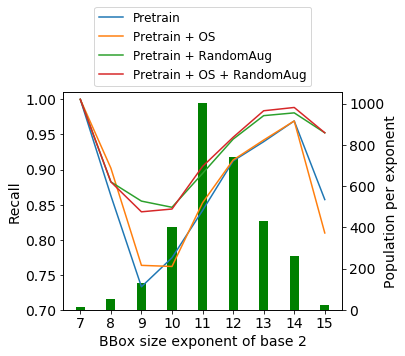 Pretrain
Pretrain + OS
Pretrain + RandomAug
Pretrain + OS + RandomAug
1.00
0.95
0.90
0.85
0.80
0.75
0.70
Recall
1000
800
600
400
200
0
Population per exponent
7 8 9 10 11 12 13 14 15
BBox size exponent of base 2